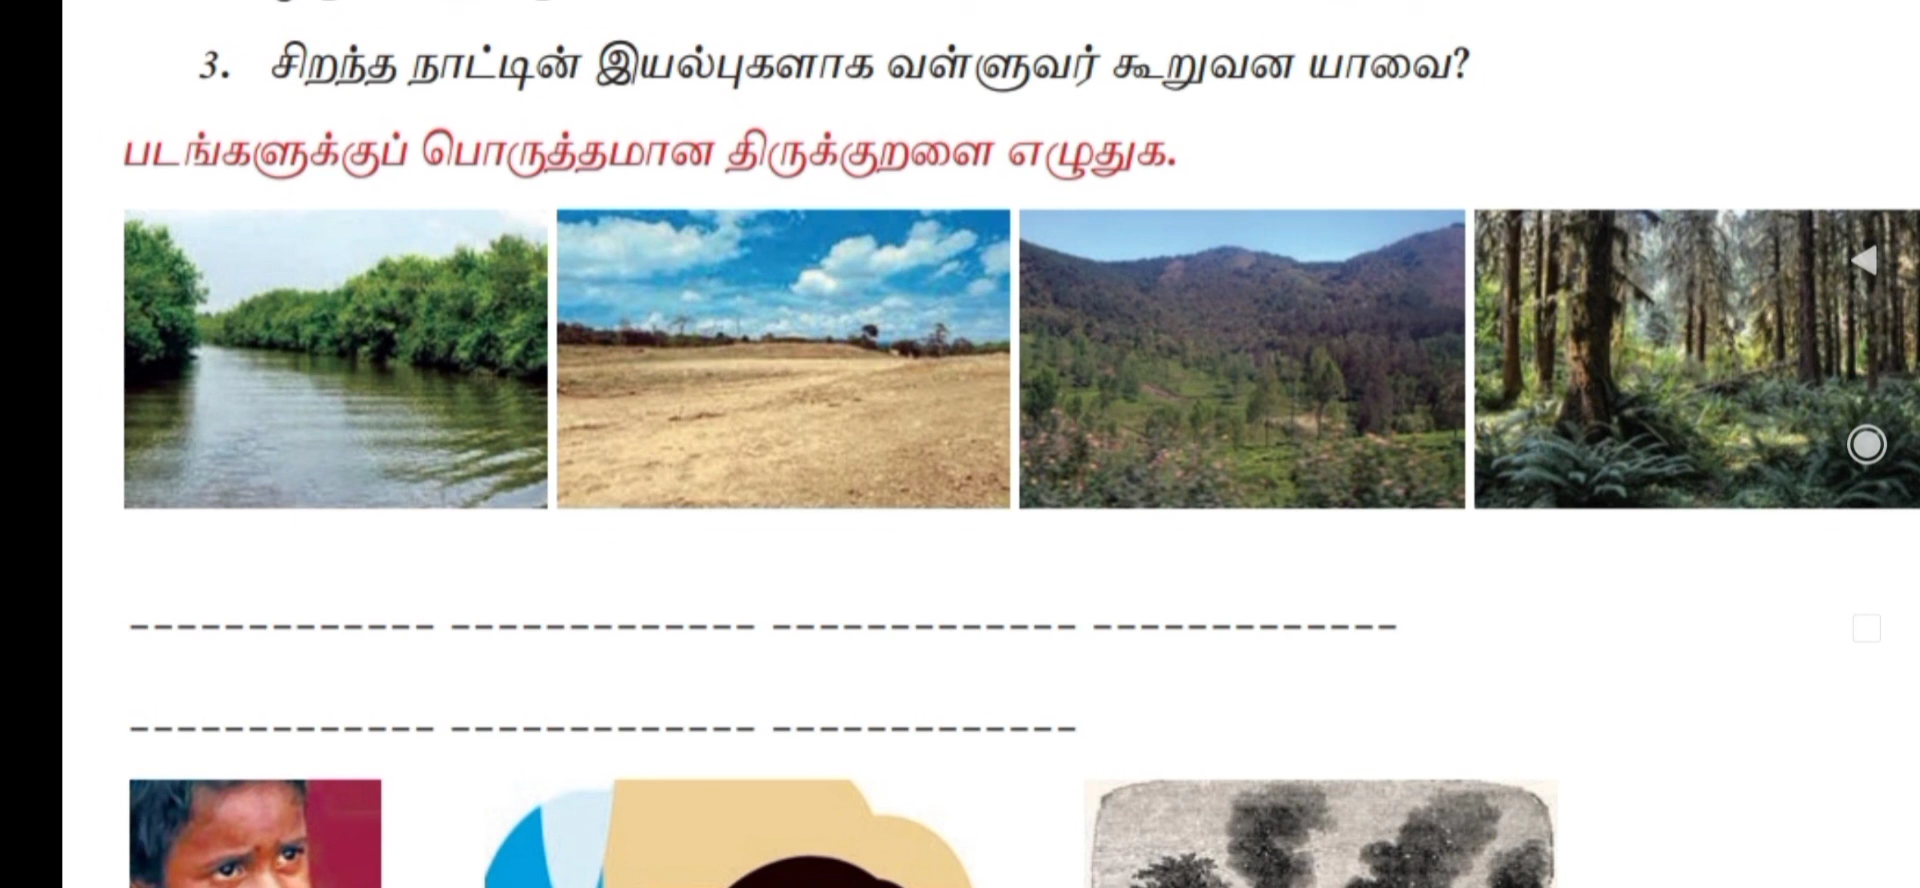 3. சிறந்த நாட்டின் இயல்புகளாக வள்ளுவர் கூறுவன யாவை?
படங்களுக்குப் பொருத்தமான திருக்குறளை எழுதுக.